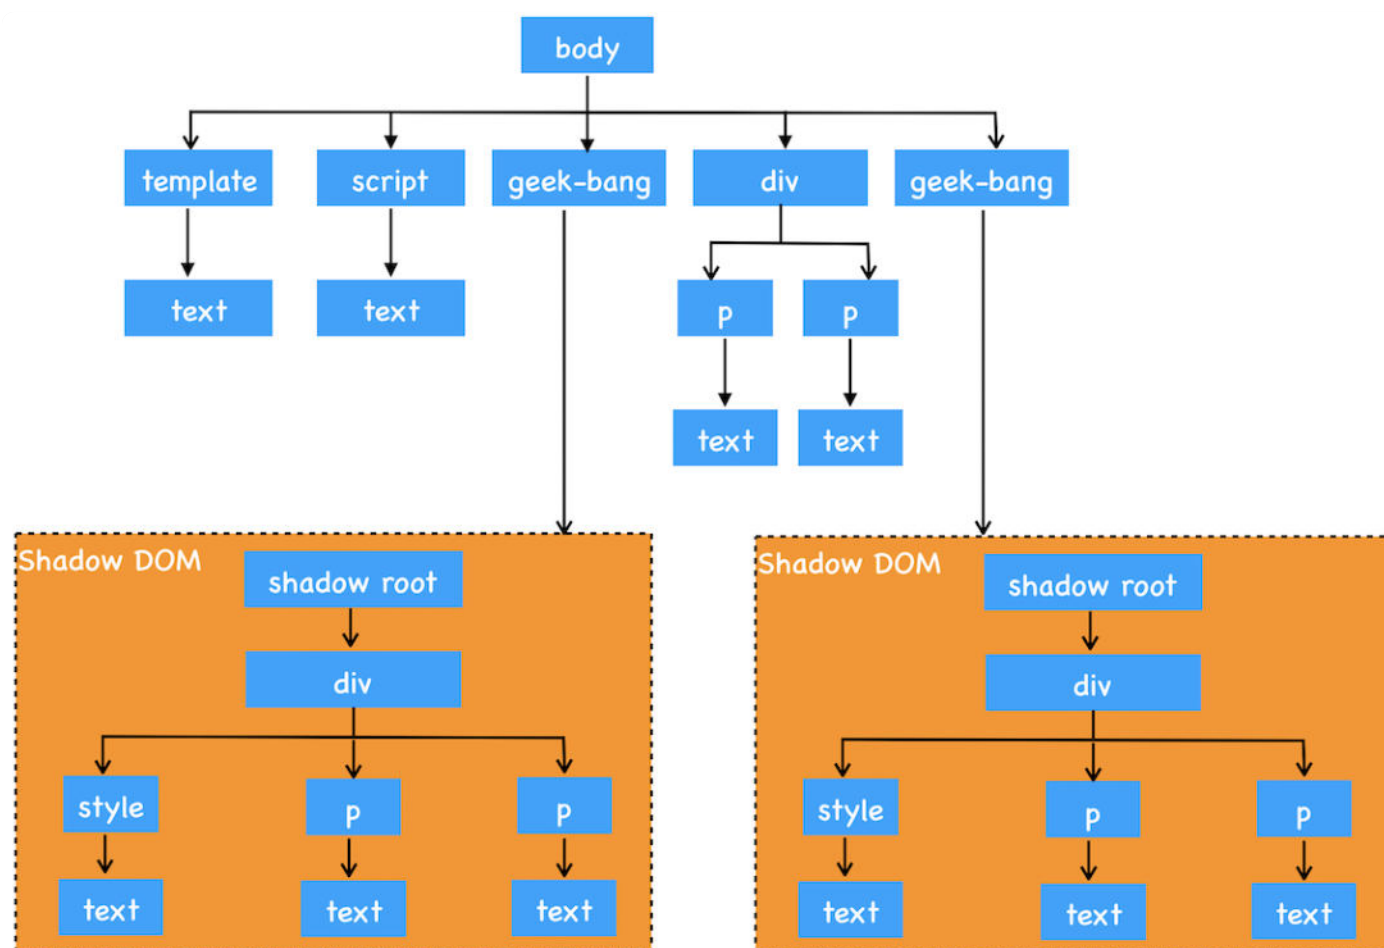 body
template
script
geek-bang
div
geek-bang
text
text
p
p
text
text
Shadow DOM
shadow root
div
style
p
p
text
text
text
Shadow DOM
shadow root
div
style
p
p
text
text
text